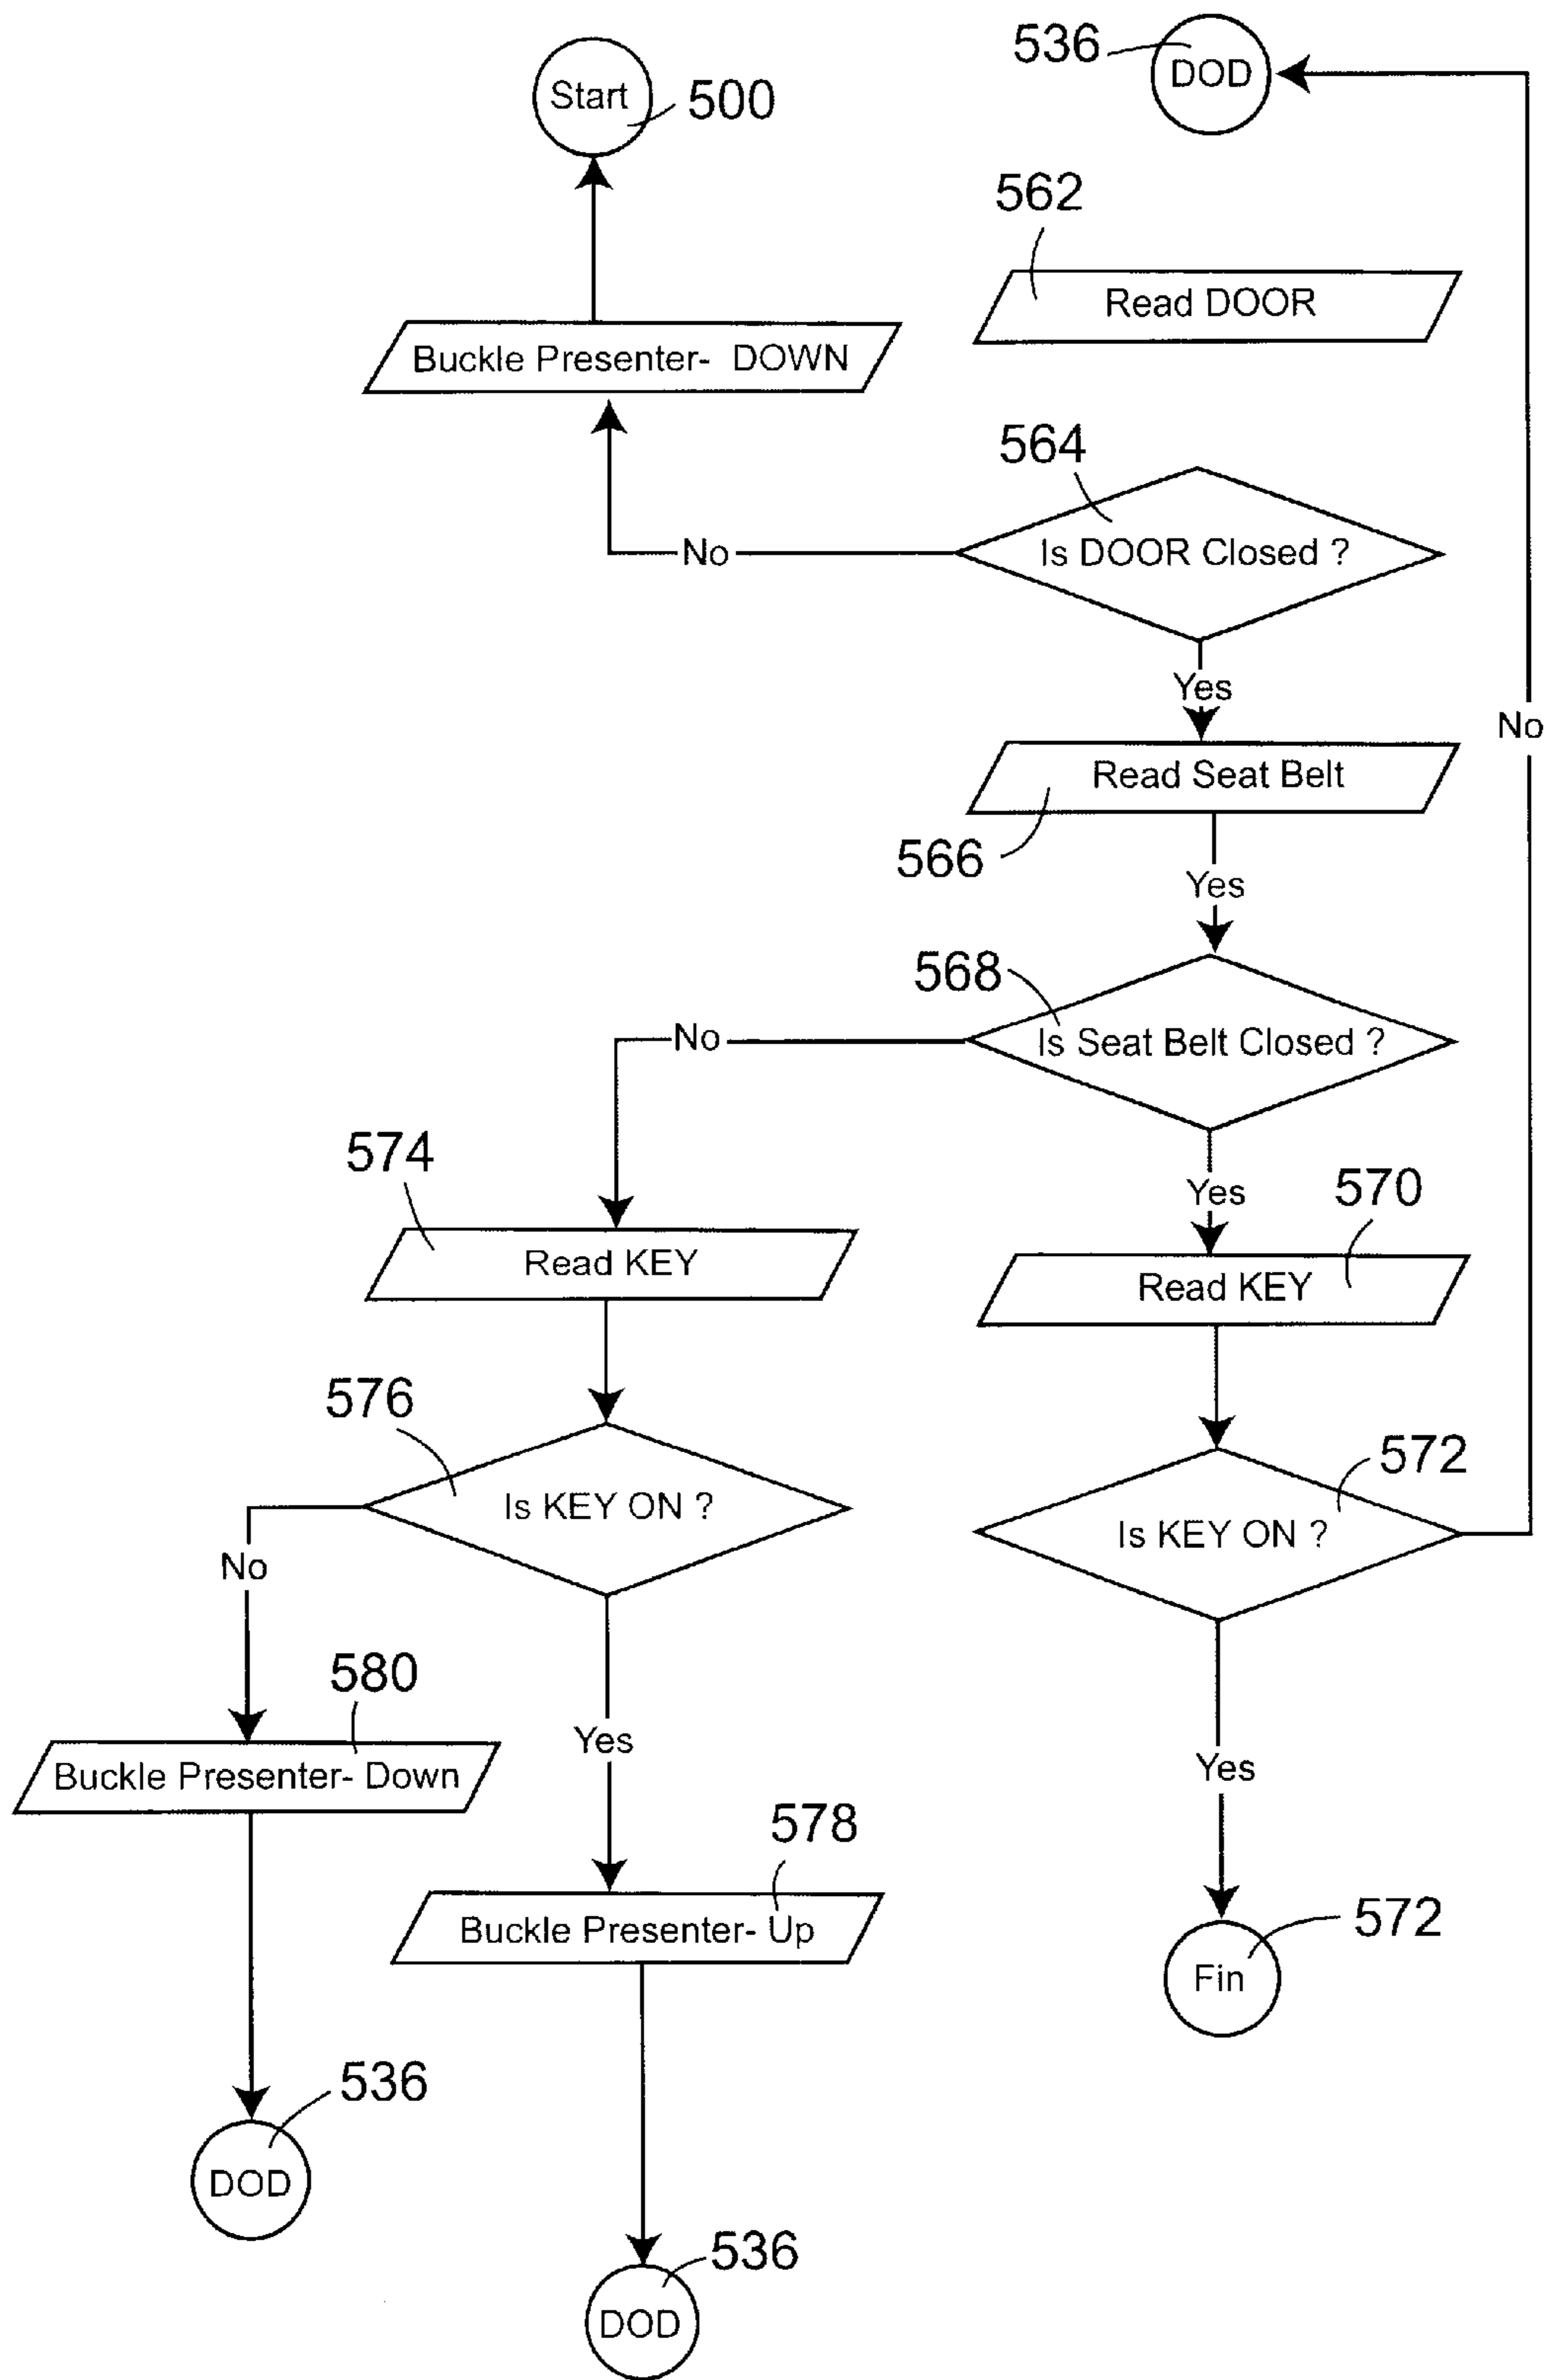 536
DOD
Start
500
562
Read DOOR
Buckle Presenter- DOWN
564
Is DOOR Closed ?
No
Yes
No
Read Seat Belt
566
Yes
568
Is Seat Belt Closed ?
No
574
Yes
570
Read KEY
Read KEY
576
572
Is KEY ON ?
Is KEY ON ?
No
580
Yes
Yes
Buckle Presenter- Down
578
Buckle Presenter- Up
572
Fin
536
DOD
536
DOD